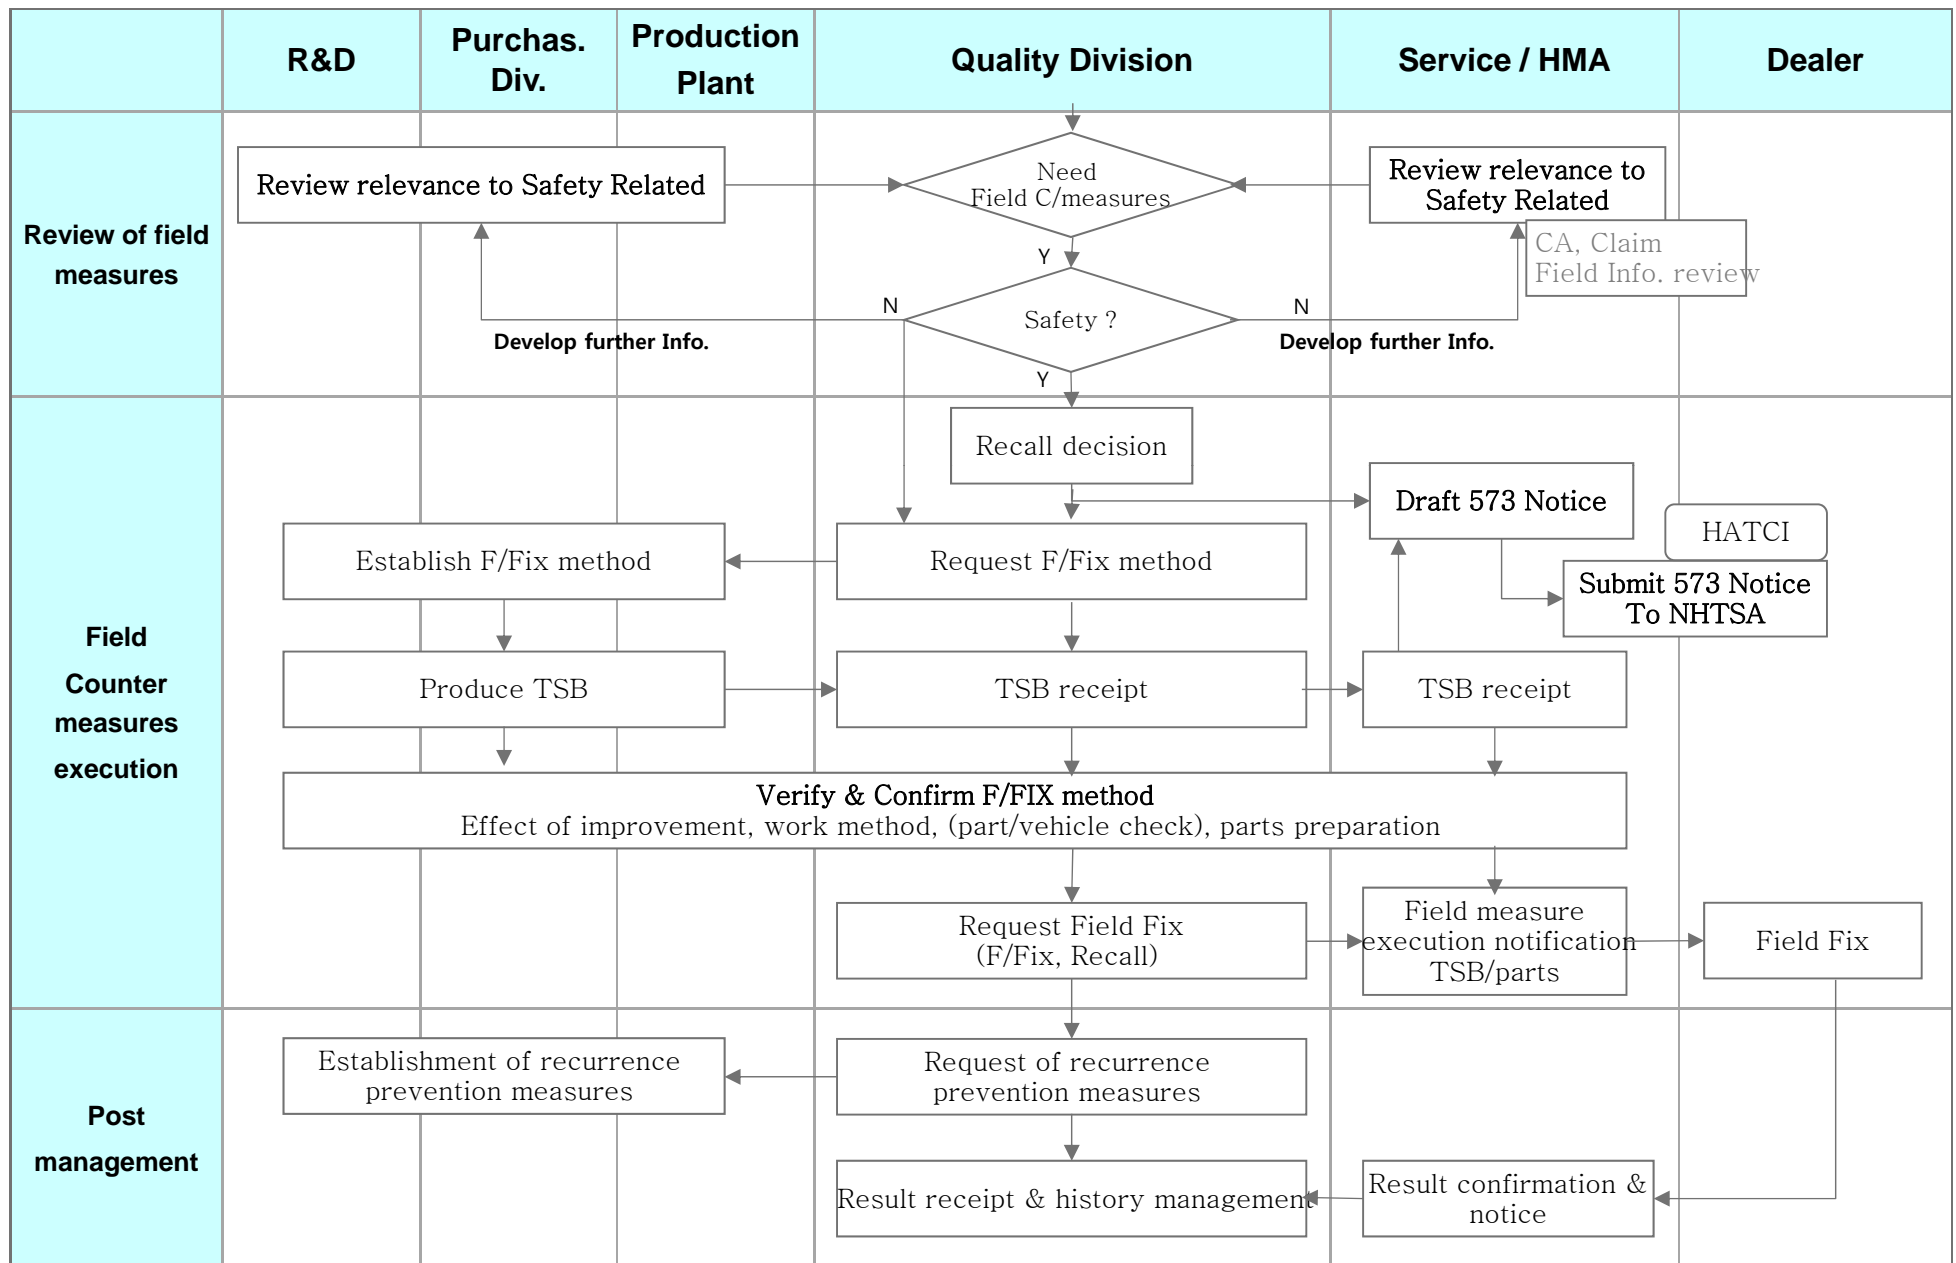 R&D
Purchas.
Div.
Production
Plant
Quality Division
Service / HMA
Dealer
Review of field
measures
Review relevance to Safety Related
Need
Field C/measures
Review relevance to
Safety Related
CA, Claim
Field Info. review
Y
N
Safety ?
N
Develop further Info.
Develop further Info.
Y
Field
Counter
measures
execution
Recall decision
Draft 573 Notice
HATCI
Establish F/Fix method
Request F/Fix method
Submit 573 Notice
To NHTSA
Produce TSB
TSB receipt
TSB receipt
Verify & Confirm F/FIX method
Effect of improvement, work method, (part/vehicle check), parts preparation
Request Field Fix
(F/Fix, Recall)
Field measure
execution notification
TSB/parts
Field Fix
Post
management
Establishment of recurrence
prevention measures
Request of recurrence
prevention measures
Result receipt & history management
Result confirmation &
notice